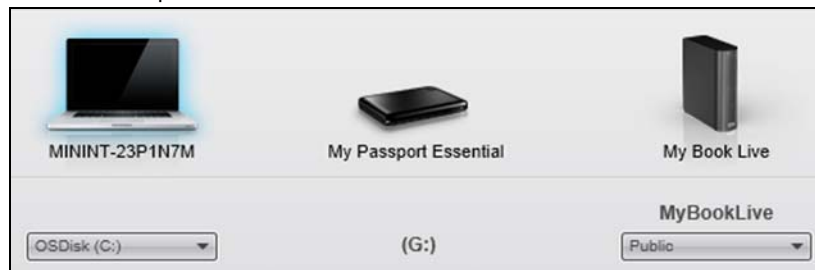 MININT-23P1N7M
My Passport Essential
My Book Live
MyBookLive
OSDisk (C:)
(G:)
Public